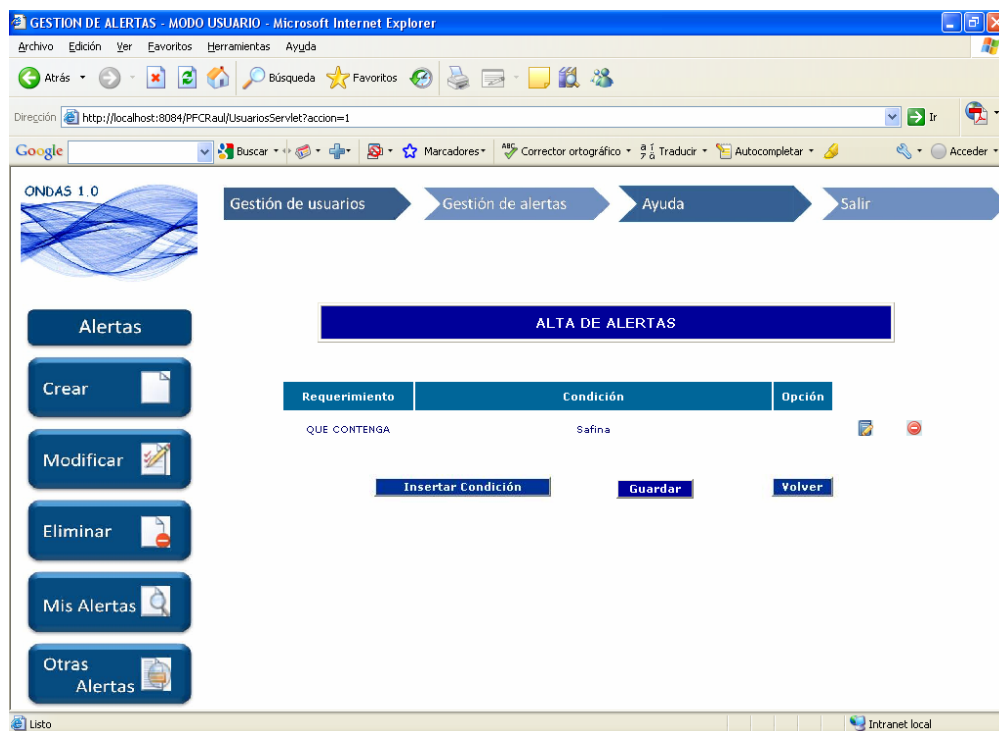 GESTION DE ALERTAS - MODO USUARIO - Microsoft Internet Explorer
Archivo Edición Ver Favoritos Herramientas Ayuda
Atrás Búsqueda Favoritos
Dirección http://localhost:8084/PFCRaul/UsuariosServlet?accion=1 Ir
Google Buscar Marcadores ABC Corrector ortográfico Traducir Autocompletar Acceder
ONDAS 1.0
Gestión de usuarios Gestión de alertas Ayuda Salir
ALTA DE ALERTAS
Alertas
Crear
Modificar
Eliminar
Mis Alertas
Otras
Alertas
Requerimiento Condición Opción
QUE CONTENGA Safina
Insertar Condición Guardar Volver
Listo Intranet local